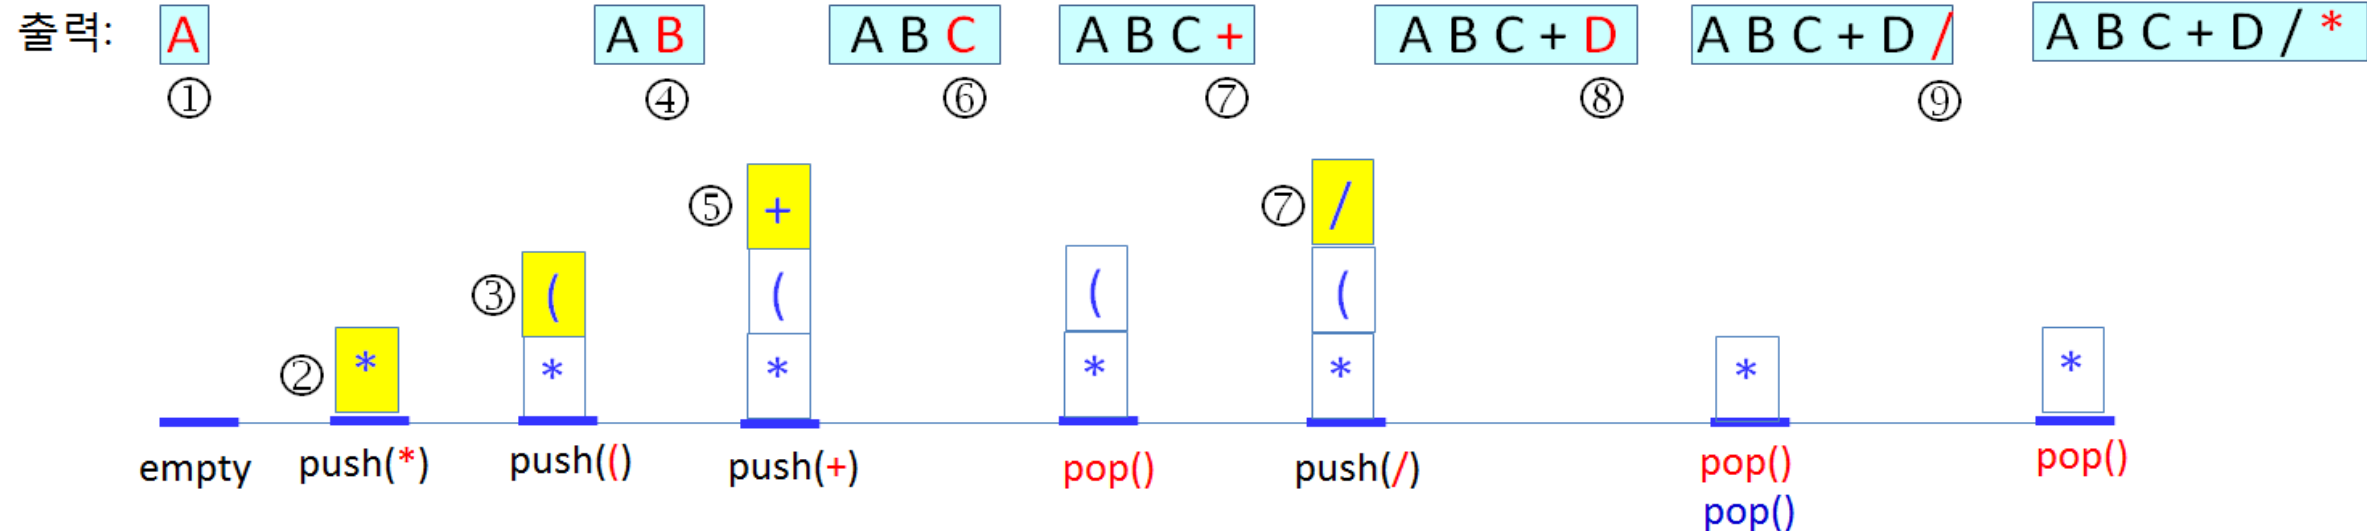 출력: A A B A B C A B C + A B C + D A B C + D / A B C + D / *
① ④ ⑥ ⑦ ⑧ ⑨
⑤ + ⑦ /
③ ( ( ( (
② * * * * * * *
empty push(*) push(() push(+) pop() push(/) pop() pop()
pop()